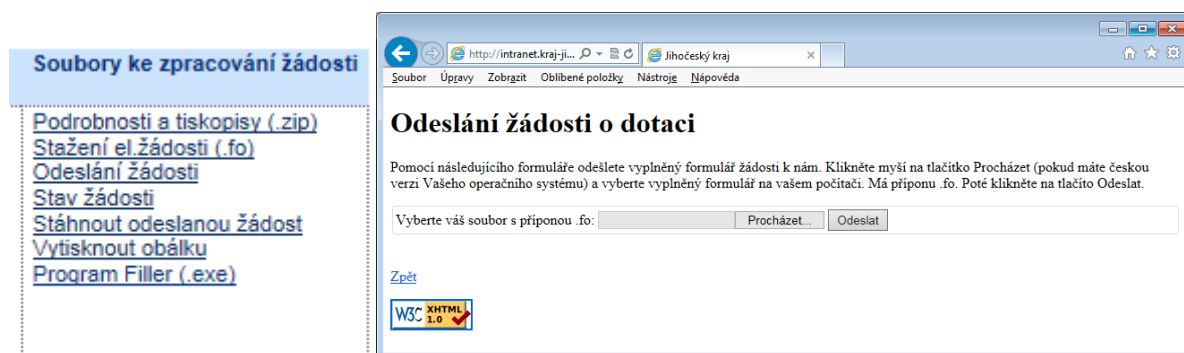 Soubory ke zpracování žádosti
Podrobnosti a tiskopisy (.zip)
Stažení el.žádosti (.fo)
Odeslání žádosti
Stav žádosti
Stáhnout odeslanou žádost
Vytisknout obálku
Program Filler (.exe)
http://intranet.kraj-ji...
Jihočeský kraj
Soubor Úpravy Zobrazit Oblíbené položky Nástroje Nápověda
Odeslání žádosti o dotaci
Pomocí následujícího formuláře odešlete vyplněný formulář žádosti k nám. Klikněte myší na tlačítko Procházet (pokud máte českou
verzi Vašeho operačního systému) a vyberte vyplněný formulář na vašem počítači. Má příponu .fo. Poté klikněte na tlačíto Odeslat.
Vyberte váš soubor s příponou .fo: Procházet... Odeslat
Zpět
W3C XHTML
1.0